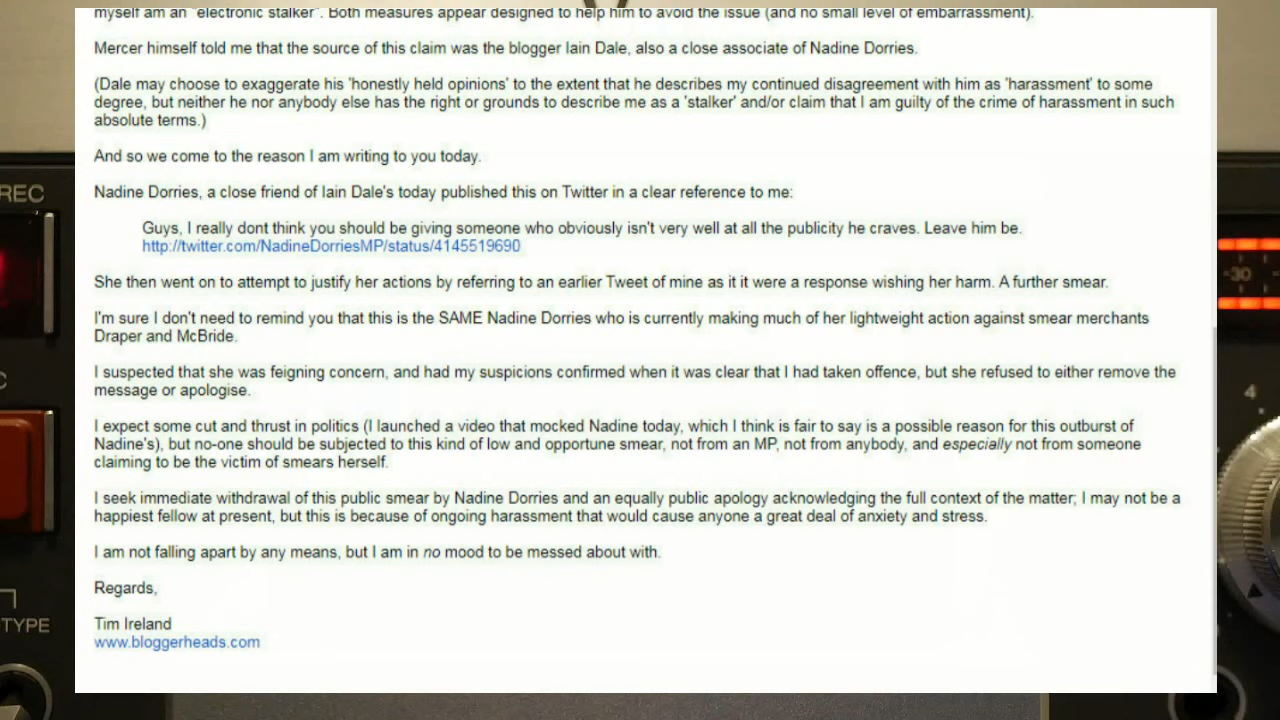 myself am an "electronic stalker". Both measures appear designed to help him to avoid the issue (and no small level of embarrassment).
Mercer himself told me that the source of this claim was the blogger Iain Dale, also a close associate of Nadine Dorries.
(Dale may choose to exaggerate his 'honestly held opinions' to the extent that he describes my continued disagreement with him as 'harassment' to some
degree, but neither he nor anybody else has the right or grounds to describe me as a 'stalker' and/or claim that I am guilty of the crime of harassment in such
absolute terms.)
And so we come to the reason I am writing to you today.
Nadine Dorries, a close friend of Iain Dale's today published this on Twitter in a clear reference to me:
Guys, I really dont think you should be giving someone who obviously isn't very well at all the publicity he craves. Leave him be.
http://twitter.com/NadineDorriesMP/status/4145519690
She then went on to attempt to justify her actions by referring to an earlier Tweet of mine as it it were a response wishing her harm. A further smear.
I'm sure I don't need to remind you that this is the SAME Nadine Dorries who is currently making much of her lightweight action against smear merchants
Draper and McBride.
I suspected that she was feigning concern, and had my suspicions confirmed when it was clear that I had taken offence, but she refused to either remove the
message or apologise.
I expect some cut and thrust in politics (I launched a video that mocked Nadine today, which I think is fair to say is a possible reason for this outburst of
Nadine's), but no-one should be subjected to this kind of low and opportune smear, not from an MP, not from anybody, and especially not from someone
claiming to be the victim of smears herself.
I seek immediate withdrawal of this public smear by Nadine Dorries and an equally public apology acknowledging the full context of the matter; I may not be a
happiest fellow at present, but this is because of ongoing harassment that would cause anyone a great deal of anxiety and stress.
I am not falling apart by any means, but I am in no mood to be messed about with.
Regards,
Tim Ireland
www.bloggerheads.com
REC
-30
4
TYPE